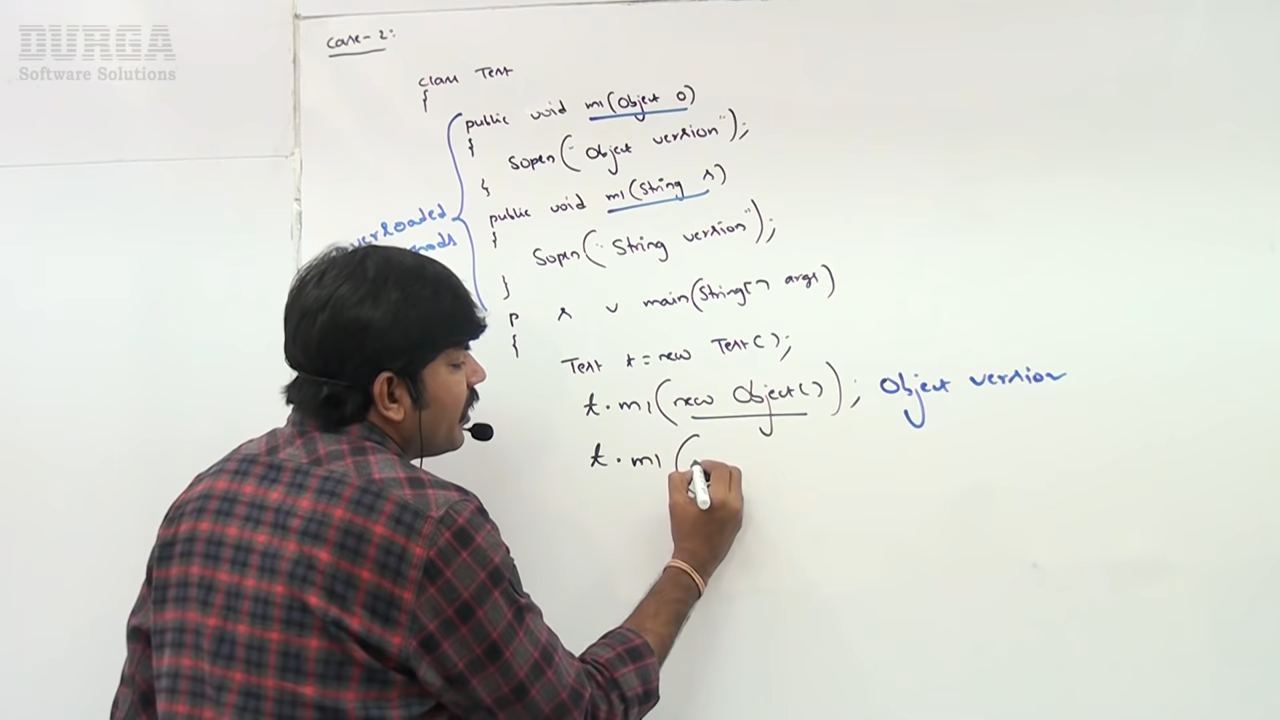 DURGA
Software Solutions
Case-2:
class Test
{
public void m1(Object o)
{
Sopln("Object version");
}
public void m1(String s)
{
Sopln("String version");
}
p s v main(String[] args)
{
Test t = new Test();
t.m1(new Object()); Object version
t.m1(